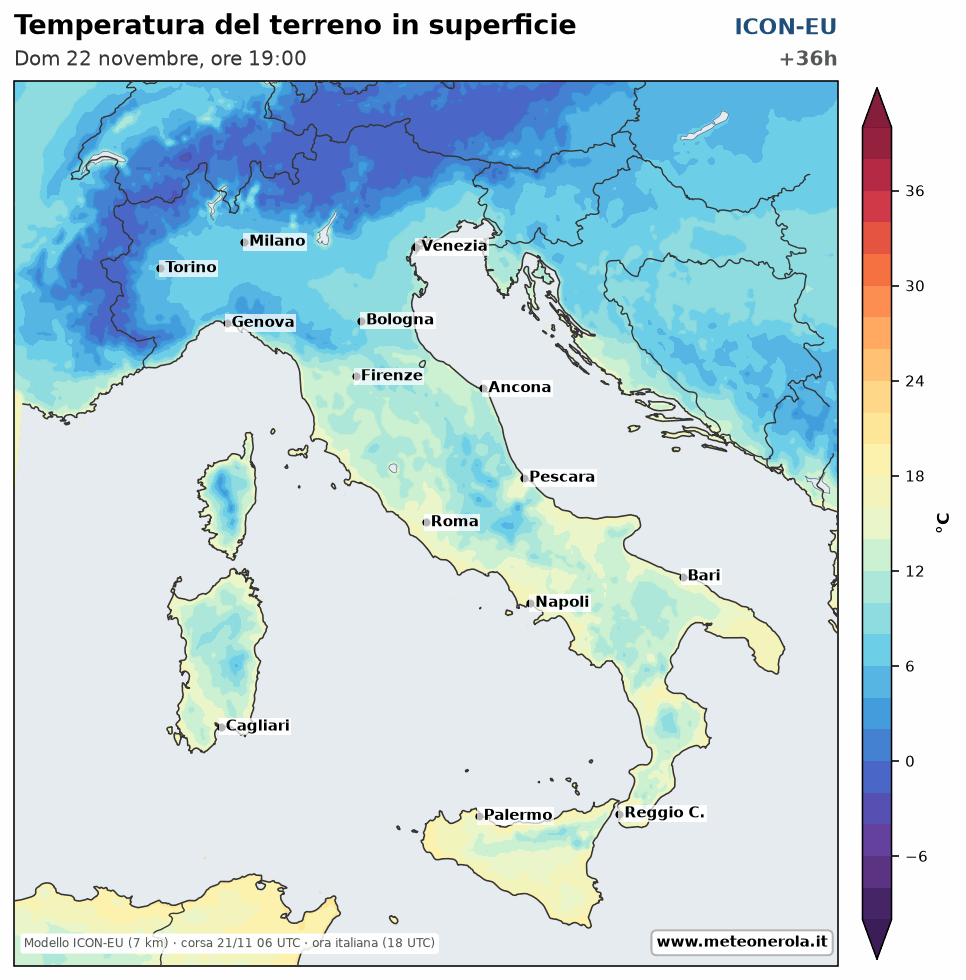 Temperatura del terreno in superficie
ICON-EU
Dom 22 novembre, ore 19:00
+36h
36
Milano
Venezia
Torino
30
Genova
Bologna
Firenze
24
Ancona
18
Pescara
Roma
°C
12
Bari
Napoli
6
Cagliari
0
Palermo
Reggio C.
−6
Modello ICON-EU (7 km) · corsa 21/11 06 UTC · ora italiana (18 UTC)
www.meteonerola.it